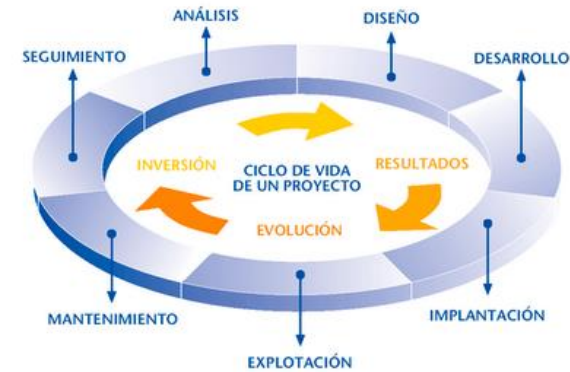 ANÁLISIS
DISEÑO
SEGUIMIENTO
DESARROLLO
INVERSIÓN
CICLO DE VIDA
DE UN PROYECTO
RESULTADOS
EVOLUCIÓN
MANTENIMIENTO
IMPLANTACIÓN
EXPLOTACIÓN